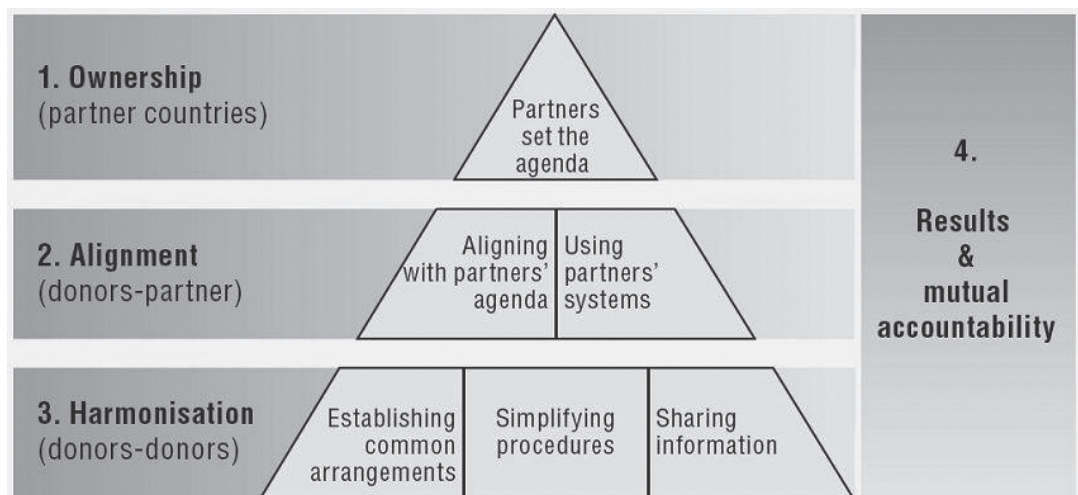 1. Ownership
(partner countries)
Partners
set the
agenda
2. Alignment
(donors-partner)
Aligning
with partners’
agenda
Using
partners’
systems
3. Harmonisation
(donors-donors)
Establishing
common
arrangements
Simplifying
procedures
Sharing
information
4.
Results
&
mutual
accountability